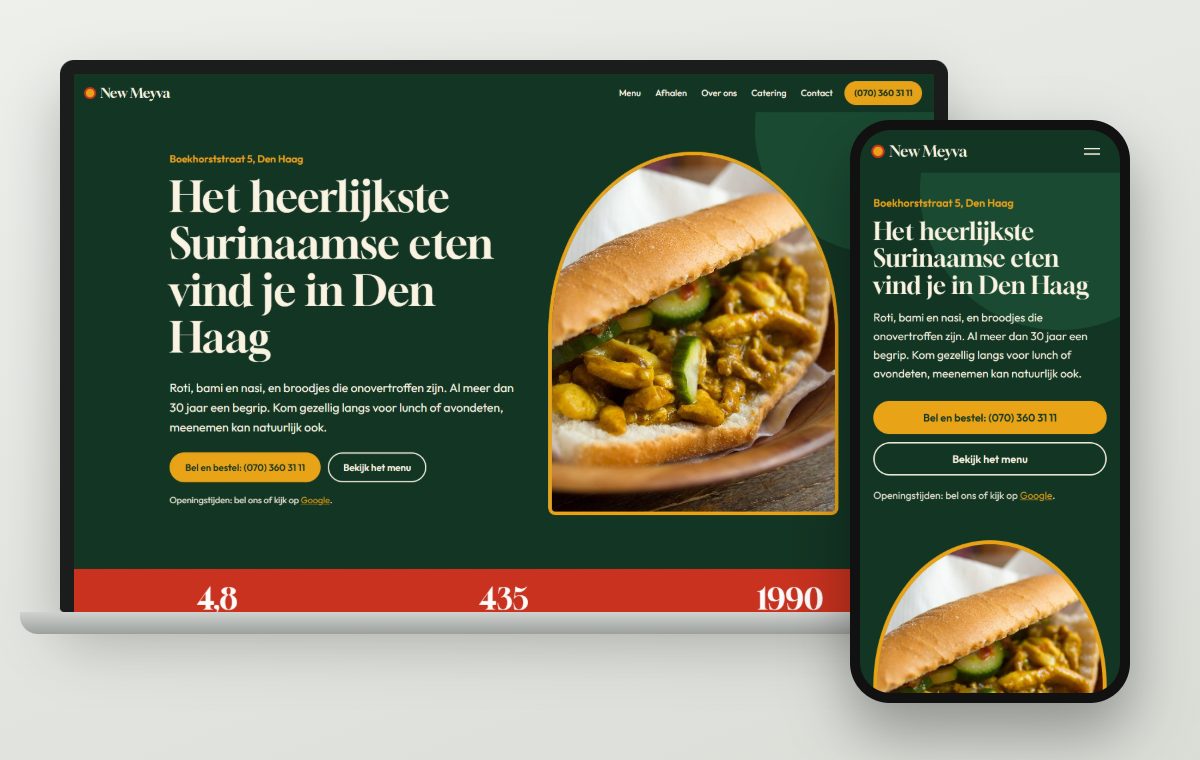 New Meyva
Menu Afhalen Over ons Catering Contact (070) 360 31 11
Boekhorststraat 5, Den Haag
Het heerlijkste
Surinaamse eten
vind je in Den
Haag
Roti, bami en nasi, en broodjes die onovertroffen zijn. Al meer dan
30 jaar een begrip. Kom gezellig langs voor lunch of avondeten,
meenemen kan natuurlijk ook.
Bel en bestel: (070) 360 31 11 Bekijk het menu
Openingstijden: bel ons of kijk op Google.
4,8 435 1990
New Meyva
Boekhorststraat 5, Den Haag
Het heerlijkste
Surinaamse eten
vind je in Den Haag
Roti, bami en nasi, en broodjes die
onovertroffen zijn. Al meer dan 30 jaar een
begrip. Kom gezellig langs voor lunch of
avondeten, meenemen kan natuurlijk ook.
Bel en bestel: (070) 360 31 11
Bekijk het menu
Openingstijden: bel ons of kijk op Google.